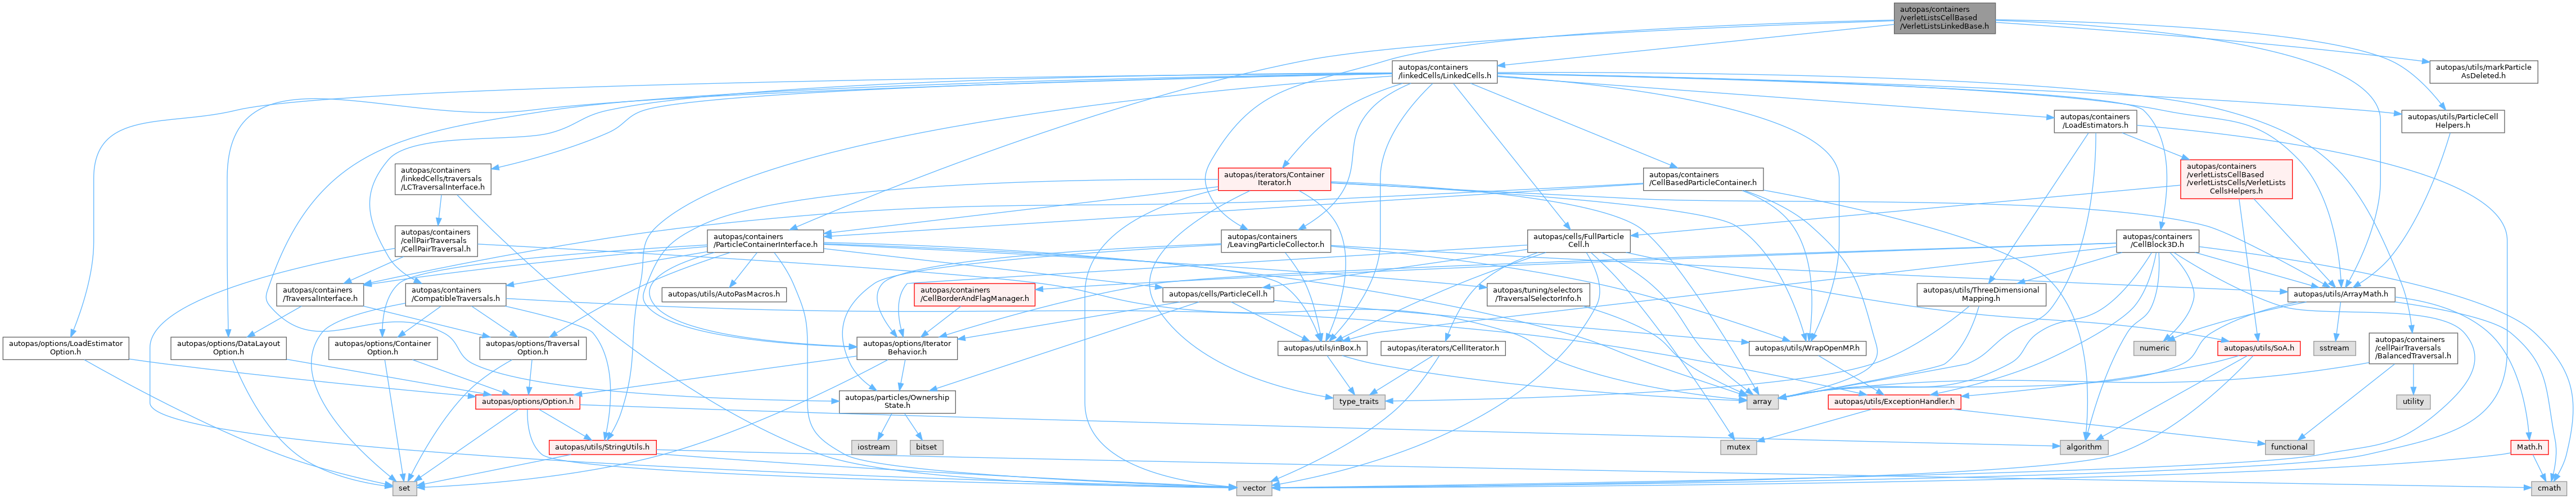 autopas/containers
/verletListsCellBased
/VerletListsLinkedBase.h
autopas/containers
/linkedCells/LinkedCells.h
autopas/utils/markParticle
AsDeleted.h
autopas/containers
/LoadEstimators.h
autopas/utils/ParticleCell
Helpers.h
autopas/containers
/linkedCells/traversals
/LCTraversalInterface.h
autopas/iterators/Container
Iterator.h
autopas/containers
/CellBasedParticleContainer.h
autopas/containers
/verletListsCellBased
/verletListsCells/VerletLists
CellsHelpers.h
autopas/containers
/cellPairTraversals
/CellPairTraversal.h
autopas/containers
/ParticleContainerInterface.h
autopas/containers
/LeavingParticleCollector.h
autopas/cells/FullParticle
Cell.h
autopas/containers
/CellBlock3D.h
autopas/containers
/TraversalInterface.h
autopas/containers
/CompatibleTraversals.h
autopas/utils/AutoPasMacros.h
autopas/containers
/CellBorderAndFlagManager.h
autopas/cells/ParticleCell.h
autopas/tuning/selectors
/TraversalSelectorInfo.h
autopas/utils/ThreeDimensional
Mapping.h
autopas/utils/ArrayMath.h
autopas/options/LoadEstimator
Option.h
autopas/options/DataLayout
Option.h
autopas/options/Container
Option.h
autopas/options/Traversal
Option.h
autopas/options/Iterator
Behavior.h
autopas/utils/inBox.h
autopas/iterators/CellIterator.h
autopas/utils/WrapOpenMP.h
numeric
autopas/utils/SoA.h
sstream
autopas/containers
/cellPairTraversals
/BalancedTraversal.h
autopas/options/Option.h
autopas/particles/Ownership
State.h
type_traits
array
autopas/utils/ExceptionHandler.h
utility
autopas/utils/StringUtils.h
iostream
bitset
mutex
algorithm
functional
Math.h
set
vector
cmath